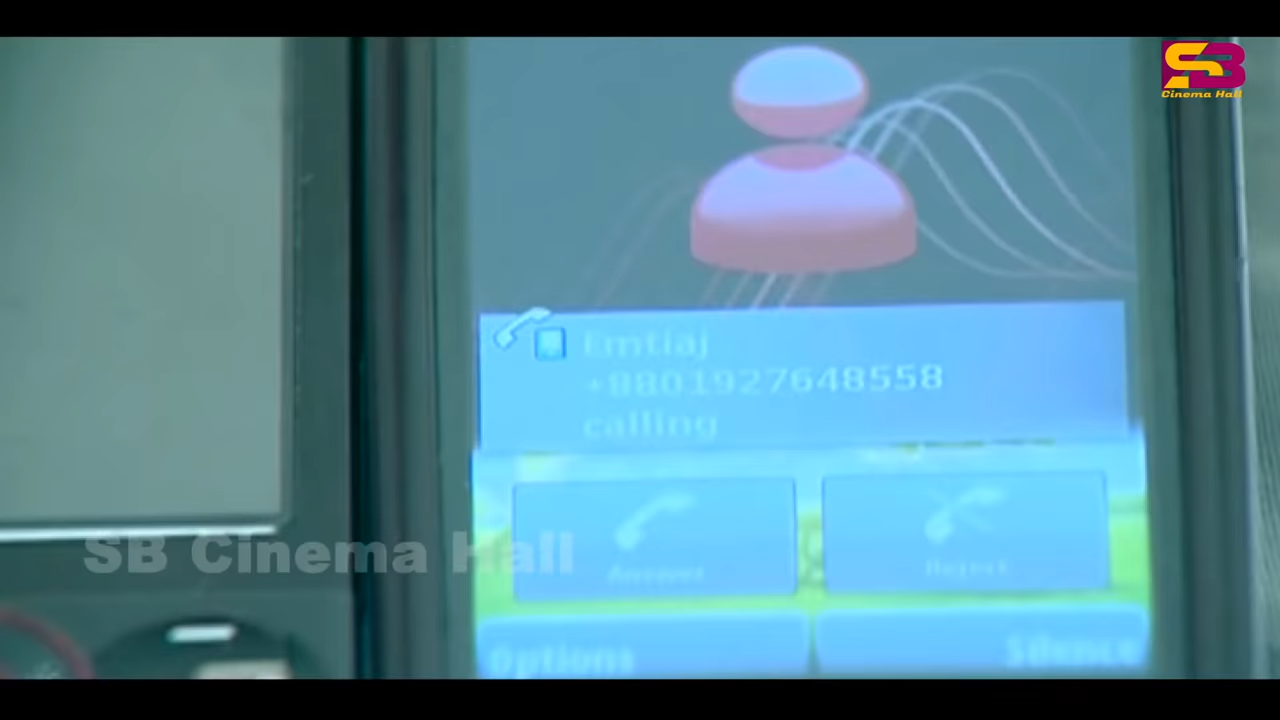 SB
Cinema Hall
Emtiaj
+8801927648558
calling
Answer
Reject
SB Cinema Hall
Options
Silence